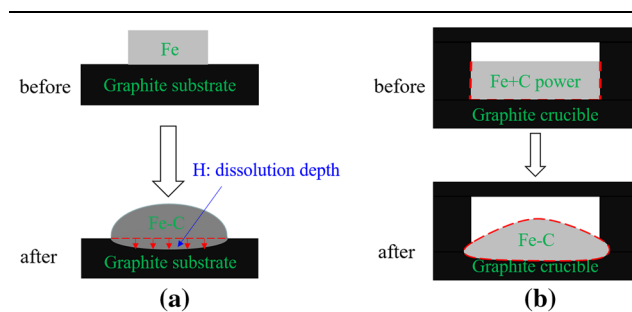 Fe
before
Graphite substrate
H: dissolution depth
Fe-C
after
Graphite substrate
(a)
before
Fe+C power
Graphite crucible
Fe-C
after
Graphite crucible
(b)